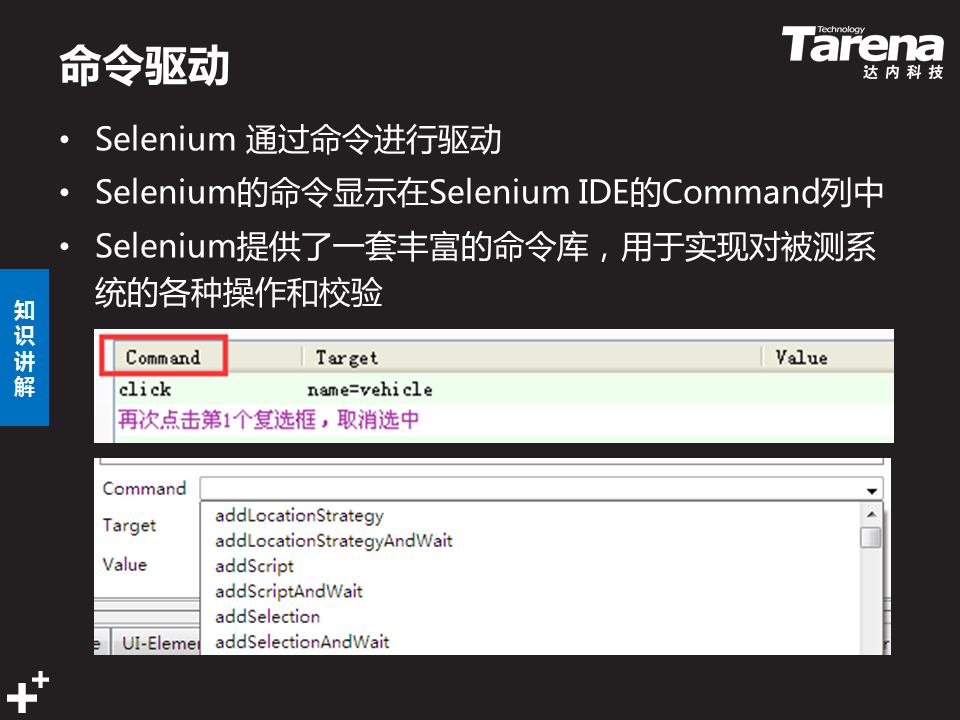 命令驱动
Technology
Tarena
达内科技
• Selenium 通过命令进行驱动
• Selenium的命令显示在Selenium IDE的Command列中
• Selenium提供了一套丰富的命令库，用于实现对被测系
统的各种操作和校验
知识讲解
Command Target Value
click name=vehicle
再次点击第1个复选框，取消选中
Command
Target
Value
addLocationStrategy
addLocationStrategyAndWait
addScript
addScriptAndWait
addSelection
addSelectionAndWait
UI-Elemen